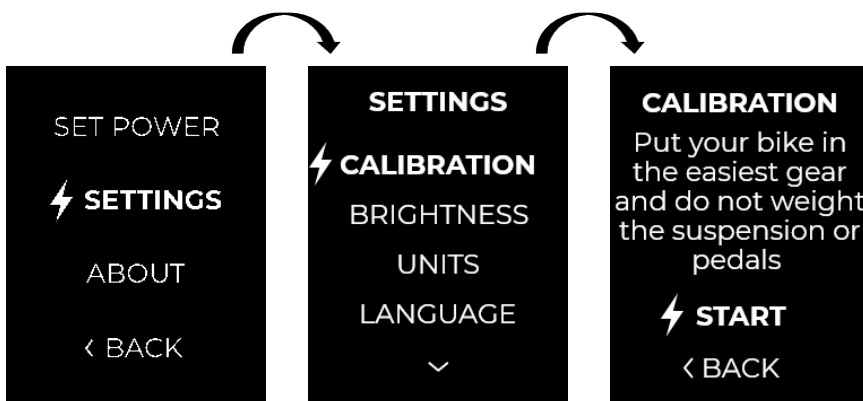 SET POWER
SETTINGS
ABOUT
‹ BACK
SETTINGS
CALIBRATION
BRIGHTNESS
UNITS
LANGUAGE
CALIBRATION
Put your bike in
the easiest gear
and do not weight
the suspension or
pedals
START
‹ BACK